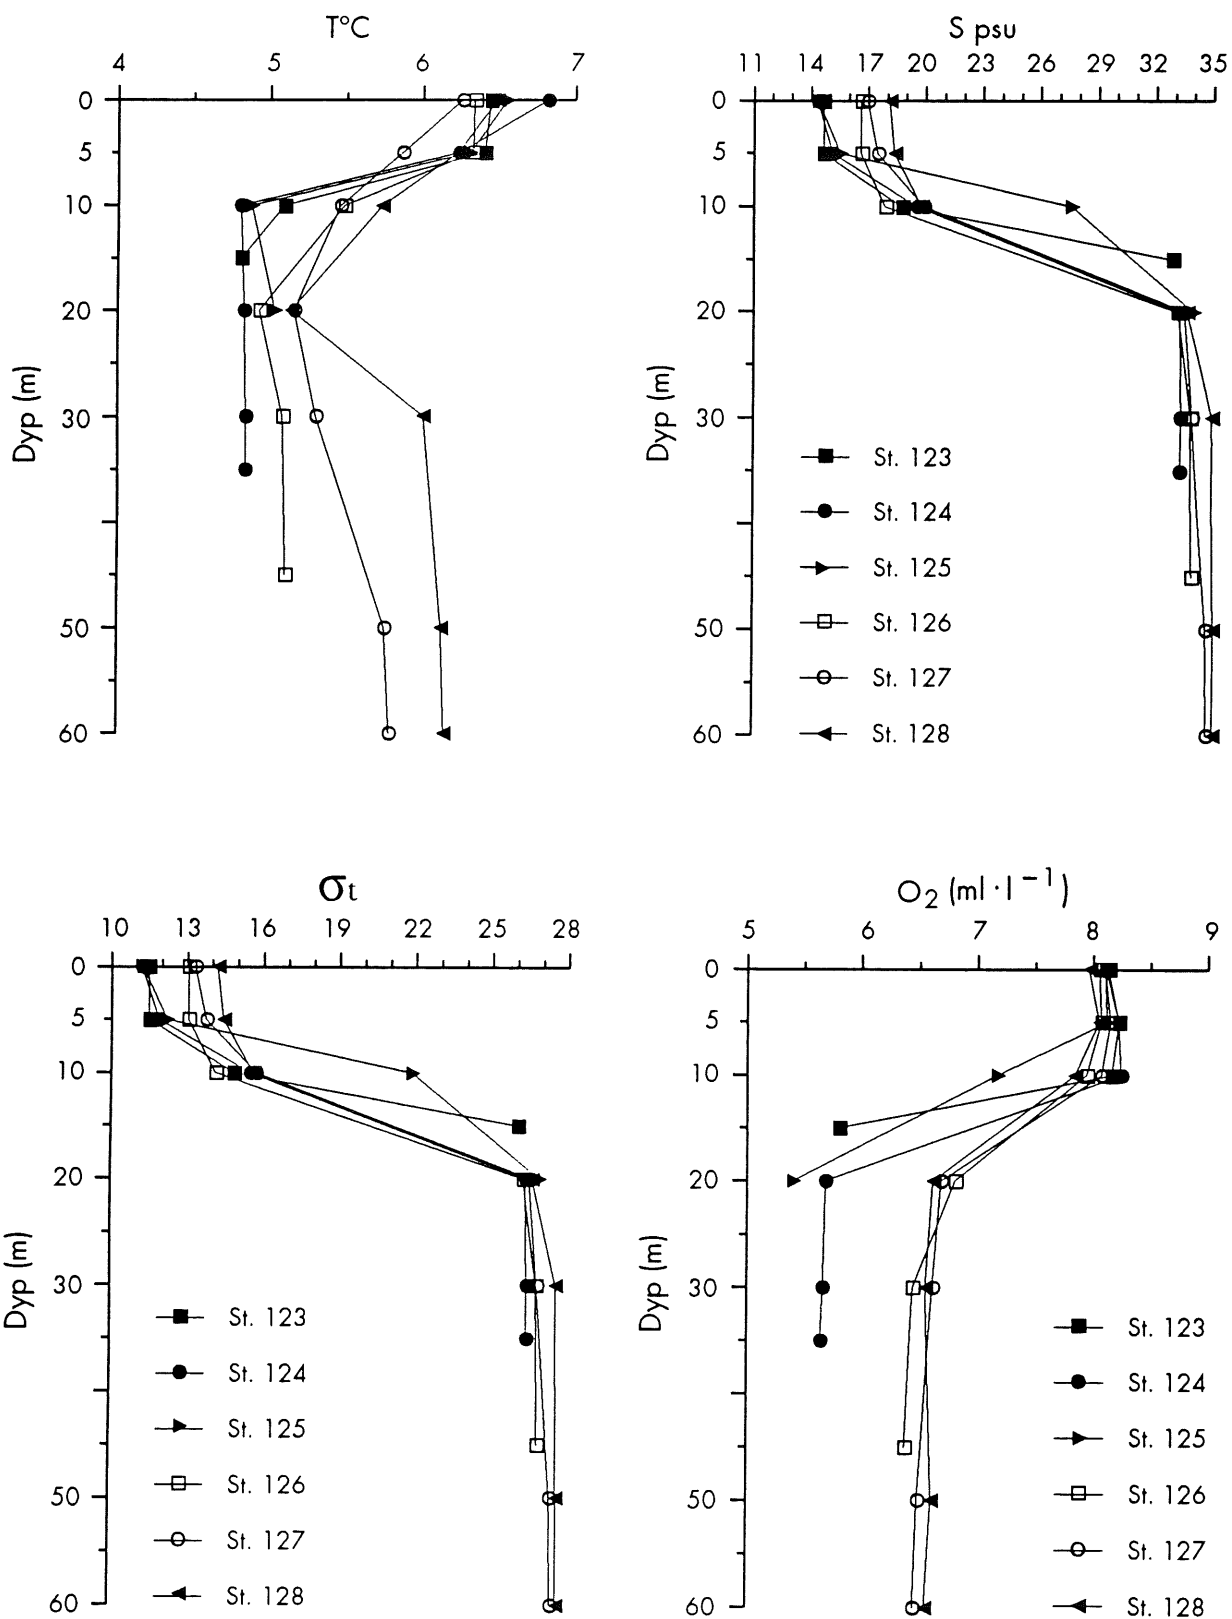 T°C
4 5 6 7
0
5
10
20
30
50
60
Dyp (m)
S psu
11 14 17 20 23 26 29 32 35
0
5
10
20
30
50
60
Dyp (m)
St. 123
St. 124
St. 125
St. 126
St. 127
St. 128
σt
10 13 16 19 22 25 28
0
5
10
20
30
50
60
Dyp (m)
St. 123
St. 124
St. 125
St. 126
St. 127
St. 128
O₂ (ml·l⁻¹)
5 6 7 8 9
0
5
10
20
30
50
60
Dyp (m)
St. 123
St. 124
St. 125
St. 126
St. 127
St. 128